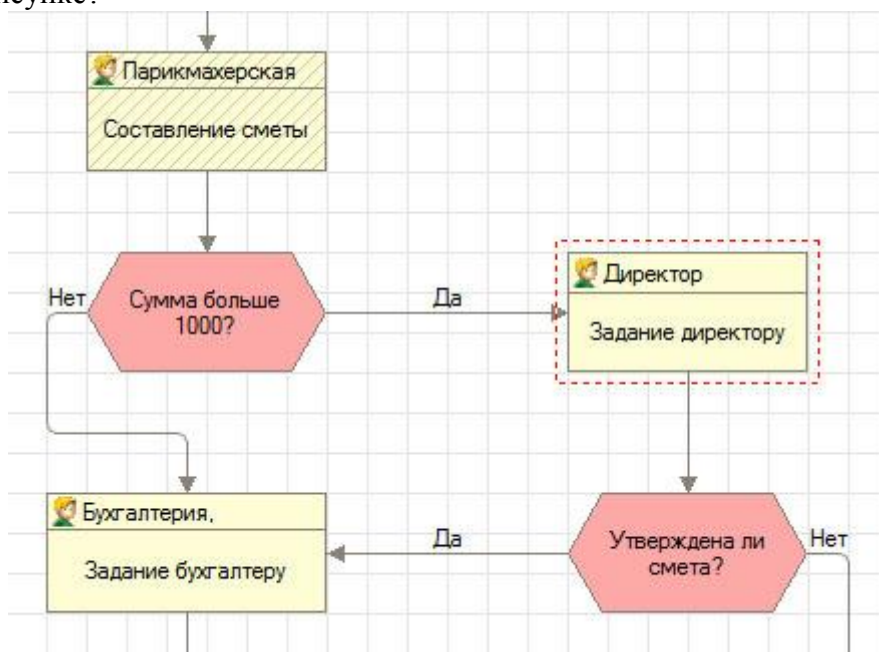 Парикмахерская
Составление сметы
Нет
Сумма больше
1000?
Да
Директор
Задание директору
Бухгалтерия,
Задание бухгалтеру
Да
Утверждена ли
смета?
Нет